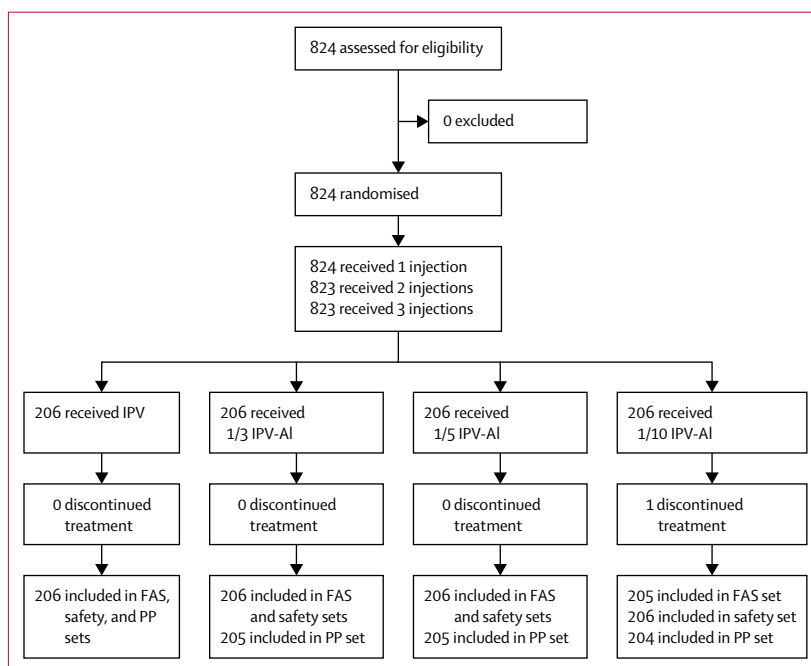 824 assessed for eligibility
0 excluded
824 randomised
824 received 1 injection
823 received 2 injections
823 received 3 injections
206 received IPV
206 received
1/3 IPV-Al
206 received
1/5 IPV-Al
206 received
1/10 IPV-Al
0 discontinued
treatment
0 discontinued
treatment
0 discontinued
treatment
1 discontinued
treatment
206 included in FAS,
safety, and PP
sets
206 included in FAS
and safety sets
205 included in PP set
206 included in FAS
and safety sets
205 included in PP set
205 included in FAS set
206 included in safety set
204 included in PP set